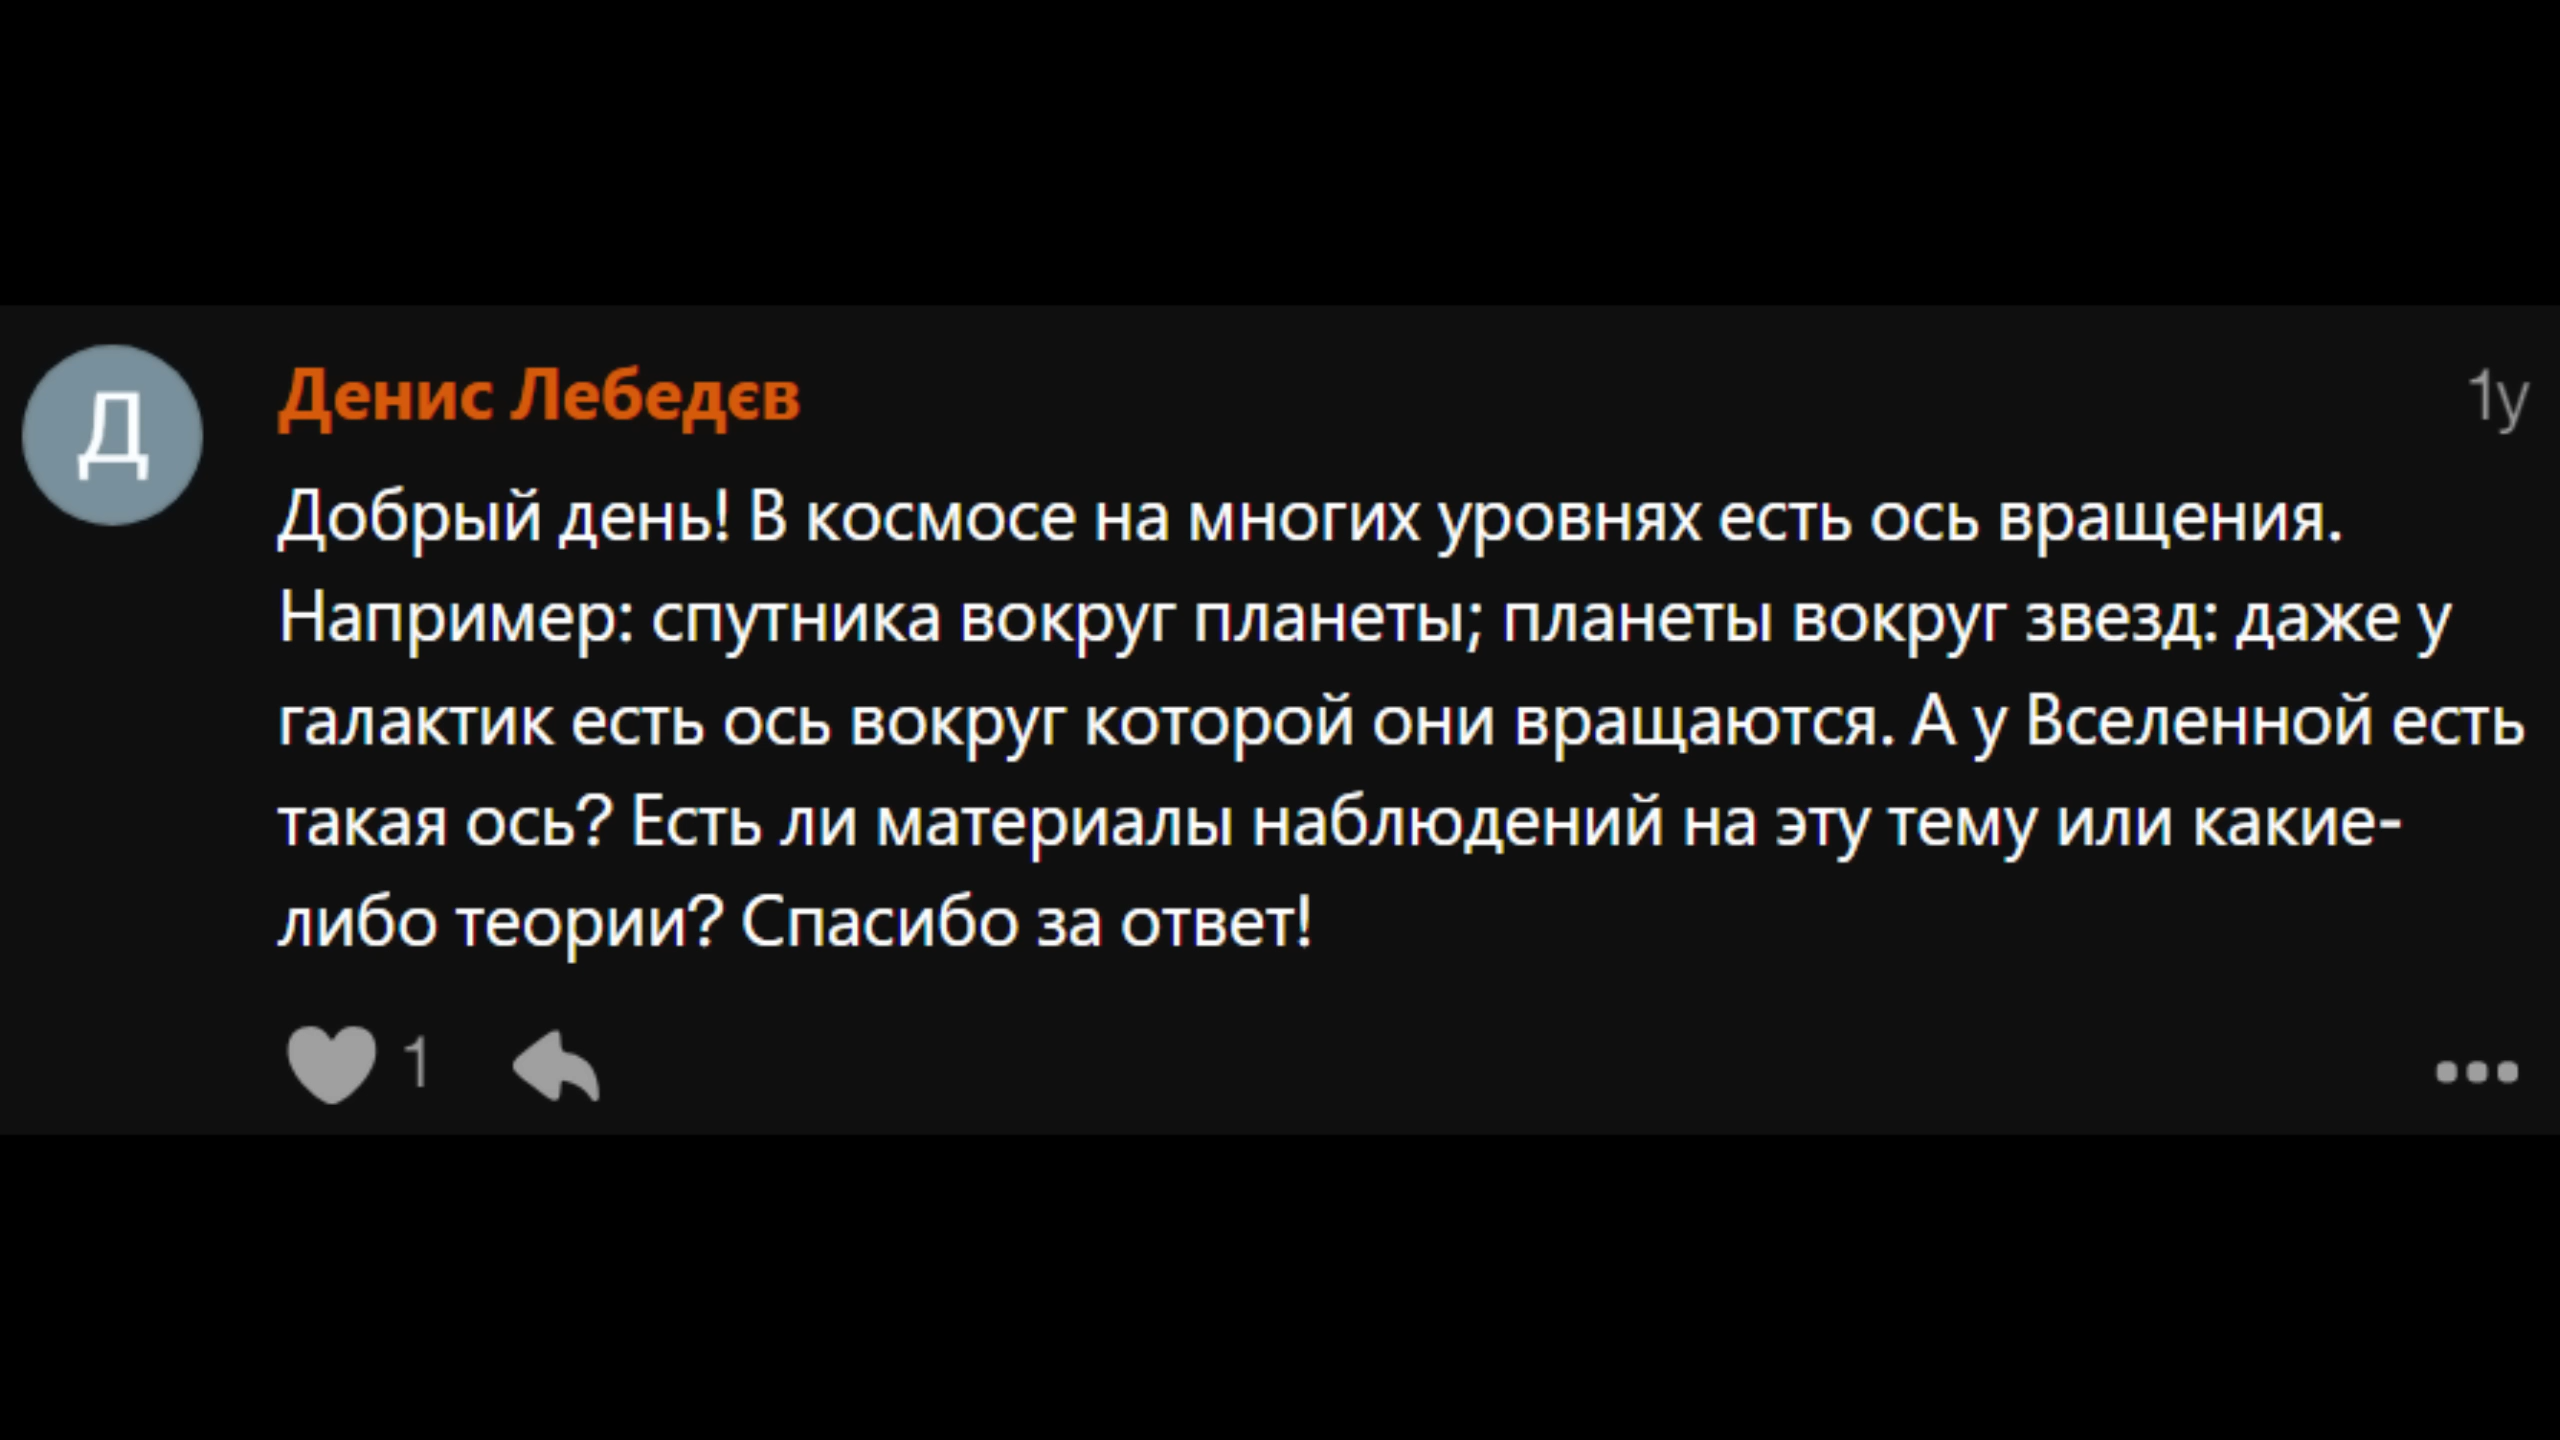 Д
Денис Лебедєв
1y
Добрый день! В космосе на многих уровнях есть ось вращения.
Например: спутника вокруг планеты; планеты вокруг звезд: даже у
галактик есть ось вокруг которой они вращаются. А у Вселенной есть
такая ось? Есть ли материалы наблюдений на эту тему или какие-
либо теории? Спасибо за ответ!
1